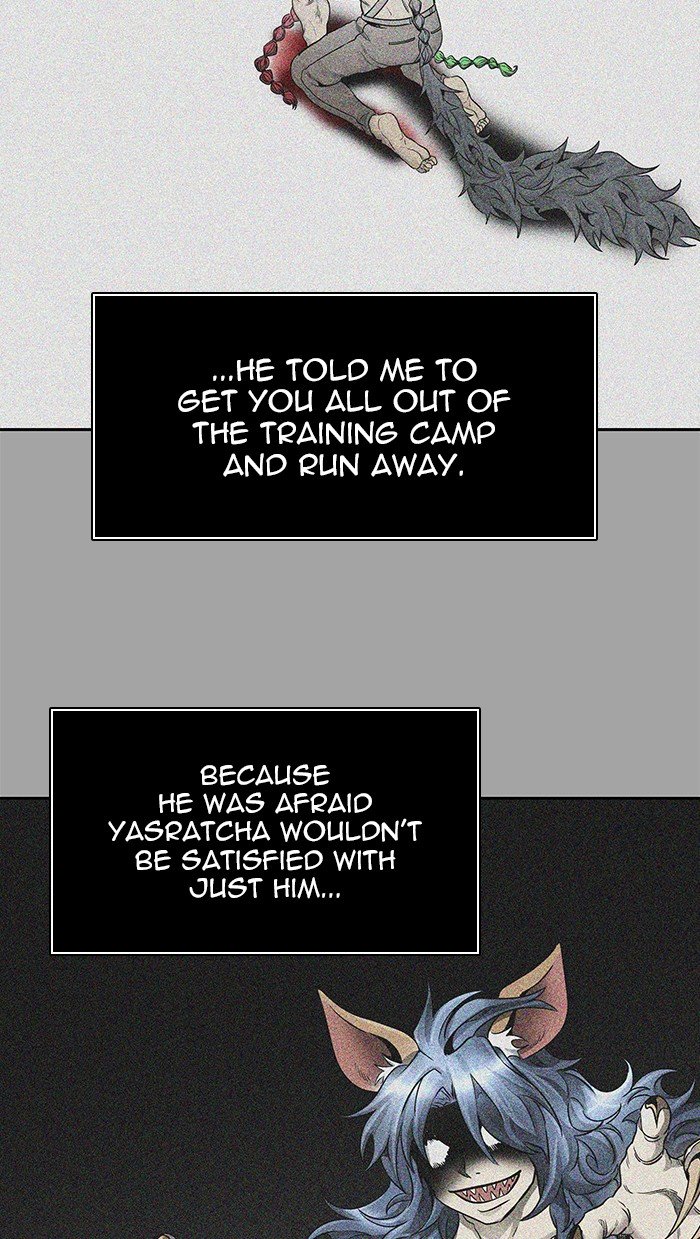 ...HE TOLD ME TO
GET YOU ALL OUT OF
THE TRAINING CAMP
AND RUN AWAY.
BECAUSE
HE WAS AFRAID
YASRATCHA WOULDN'T
BE SATISFIED WITH
JUST HIM...